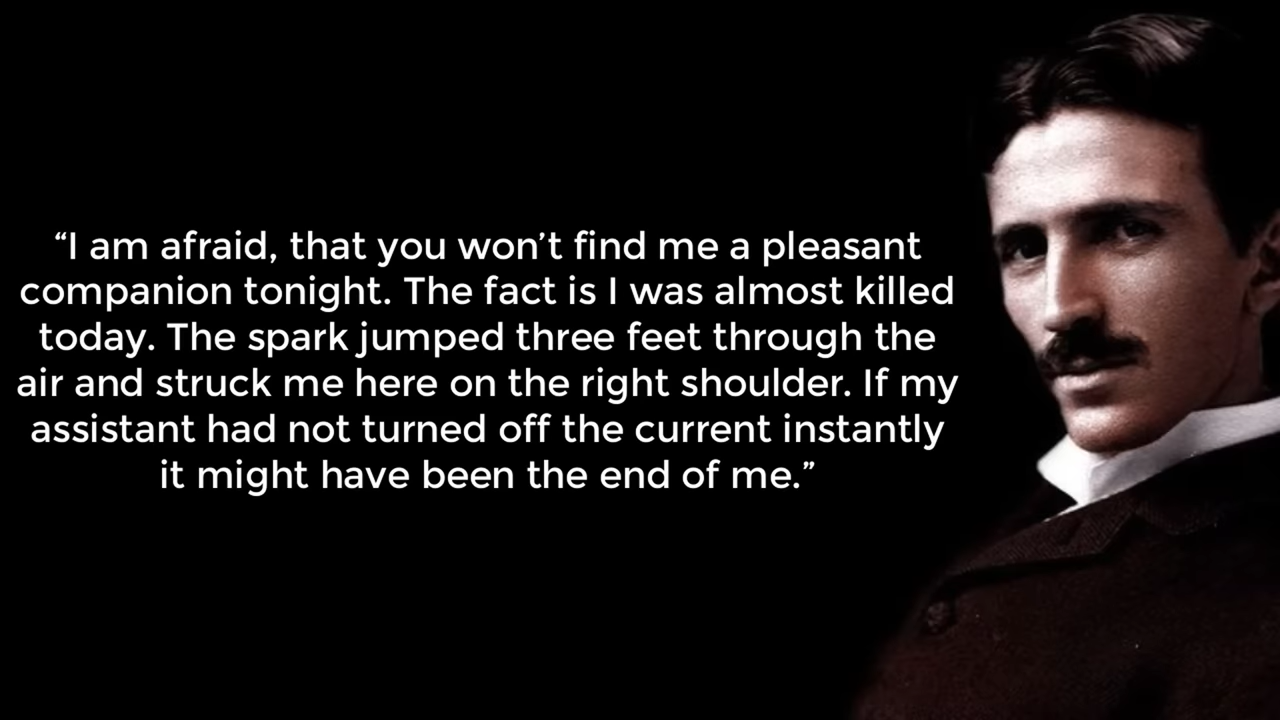 “I am afraid, that you won’t find me a pleasant
companion tonight. The fact is I was almost killed
today. The spark jumped three feet through the
air and struck me here on the right shoulder. If my
assistant had not turned off the current instantly
it might have been the end of me.”